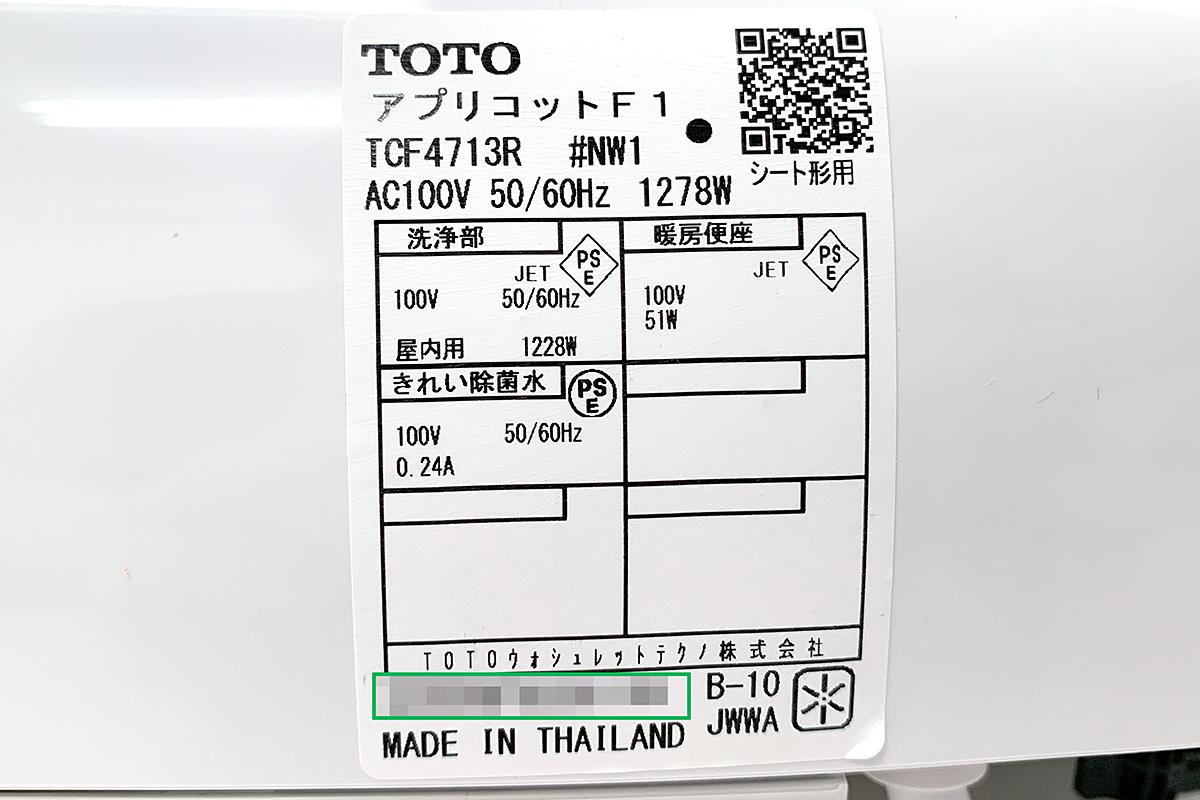 TOTO
アプリコットF1
TCF4713R #NW1
シート形用
AC100V 50/60Hz 1278W
洗浄部
PS
E
JET
100V 50/60Hz
屋内用 1228W
暖房便座
PS
E
JET
100V
51W
きれい除菌水
PS
E
100V 50/60Hz
0.24A
TOTOウォシュレットテクノ株式会社
B-10
JWWA
MADE IN THAILAND